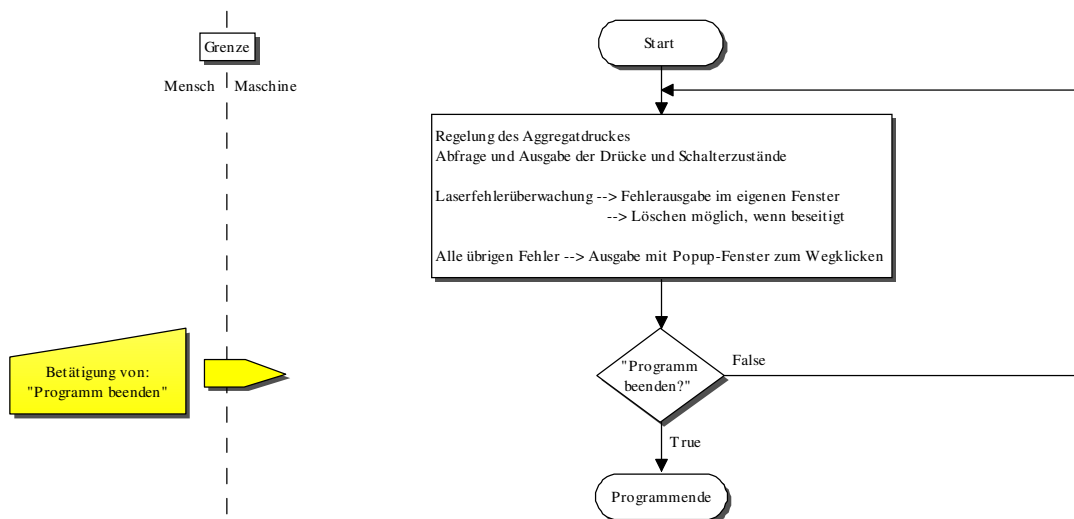 Grenze
Mensch
Maschine
Start
Regelung des Aggregatdruckes
Abfrage und Ausgabe der Drücke und Schalterzustände
Laserfehlerüberwachung --> Fehlerausgabe im eigenen Fenster
--> Löschen möglich, wenn beseitigt
Alle übrigen Fehler --> Ausgabe mit Popup-Fenster zum Wegklicken
Betätigung von:
"Programm beenden"
"Programm
beenden?"
False
True
Programmende